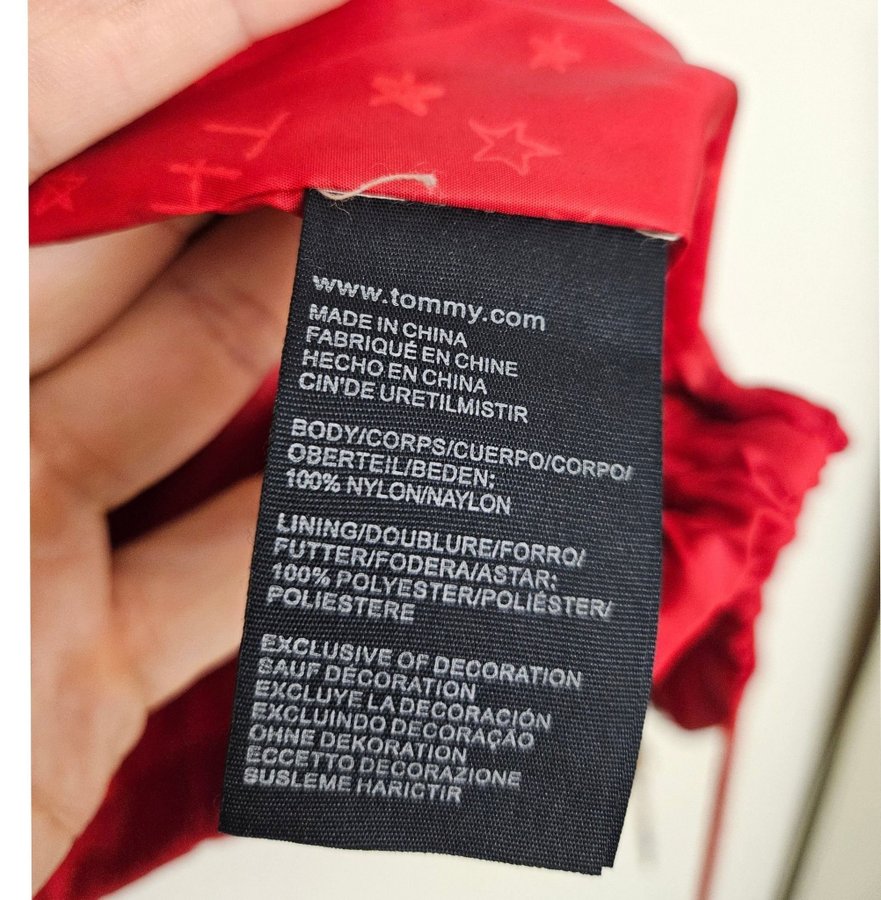 TH
www.tommy.com
MADE IN CHINA
FABRIQUÉ EN CHINE
HECHO EN CHINA
CIN'DE URETILMISTIR
BODY/CORPS/CUERPO/CORPO/
OBERTEIL/BEDEN:
100% NYLON/NAYLON
LINING/DOUBLURE/FORRO/
FUTTER/FODERA/ASTAR:
100% POLYESTER/POLIÉSTER/
POLIESTERE
EXCLUSIVE OF DECORATION
SAUF DÉCORATION
EXCLUYE LA DECORACIÓN
EXCLUINDO DECORAÇAO
OHNE DEKORATION
ECCETTO DECORAZIONE
SUSLEME HARICTIR